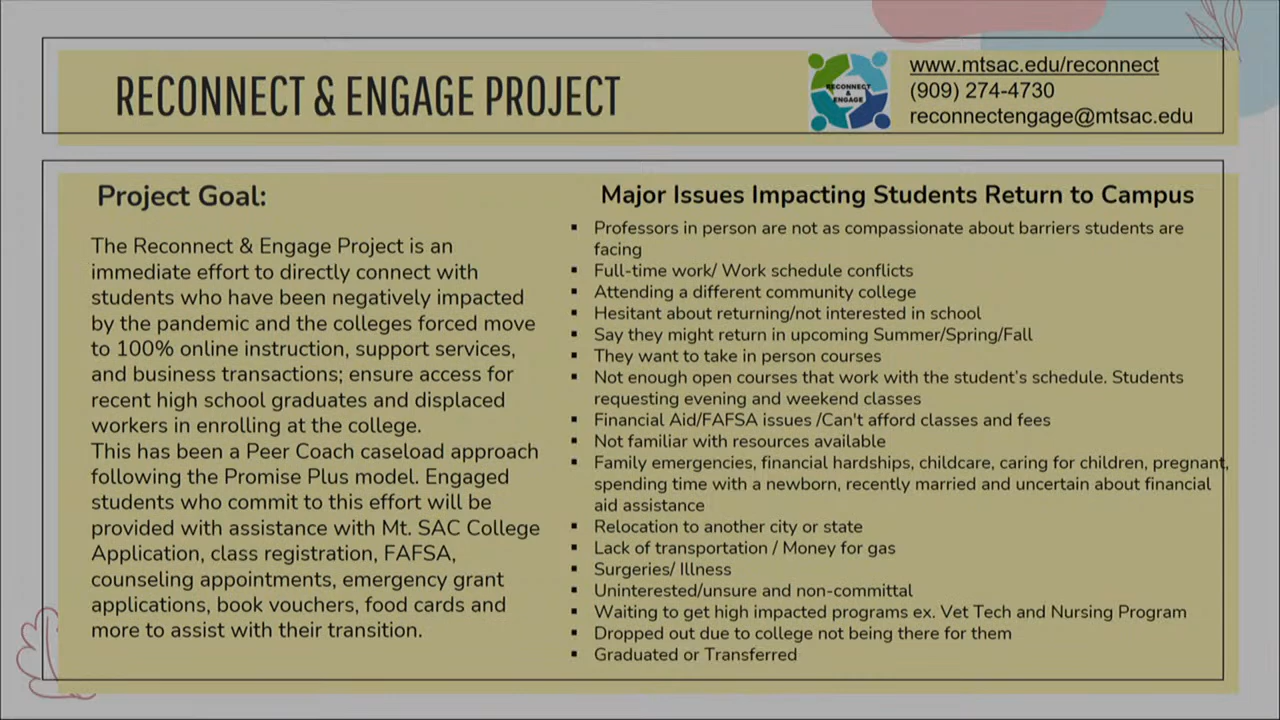 RECONNECT & ENGAGE PROJECT
RECONNECT
&
ENGAGE
www.mtsac.edu/reconnect
(909) 274-4730
reconnectengage@mtsac.edu
Project Goal:
The Reconnect & Engage Project is an
immediate effort to directly connect with
students who have been negatively impacted
by the pandemic and the colleges forced move
to 100% online instruction, support services,
and business transactions; ensure access for
recent high school graduates and displaced
workers in enrolling at the college.
This has been a Peer Coach caseload approach
following the Promise Plus model. Engaged
students who commit to this effort will be
provided with assistance with Mt. SAC College
Application, class registration, FAFSA,
counseling appointments, emergency grant
applications, book vouchers, food cards and
more to assist with their transition.
Major Issues Impacting Students Return to Campus
▪ Professors in person are not as compassionate about barriers students are
facing
▪ Full-time work/ Work schedule conflicts
▪ Attending a different community college
▪ Hesitant about returning/not interested in school
▪ Say they might return in upcoming Summer/Spring/Fall
▪ They want to take in person courses
▪ Not enough open courses that work with the student's schedule. Students
requesting evening and weekend classes
▪ Financial Aid/FAFSA issues /Can't afford classes and fees
▪ Not familiar with resources available
▪ Family emergencies, financial hardships, childcare, caring for children, pregnant,
spending time with a newborn, recently married and uncertain about financial
aid assistance
▪ Relocation to another city or state
▪ Lack of transportation / Money for gas
▪ Surgeries/ Illness
▪ Uninterested/unsure and non-committal
▪ Waiting to get high impacted programs ex. Vet Tech and Nursing Program
▪ Dropped out due to college not being there for them
▪ Graduated or Transferred